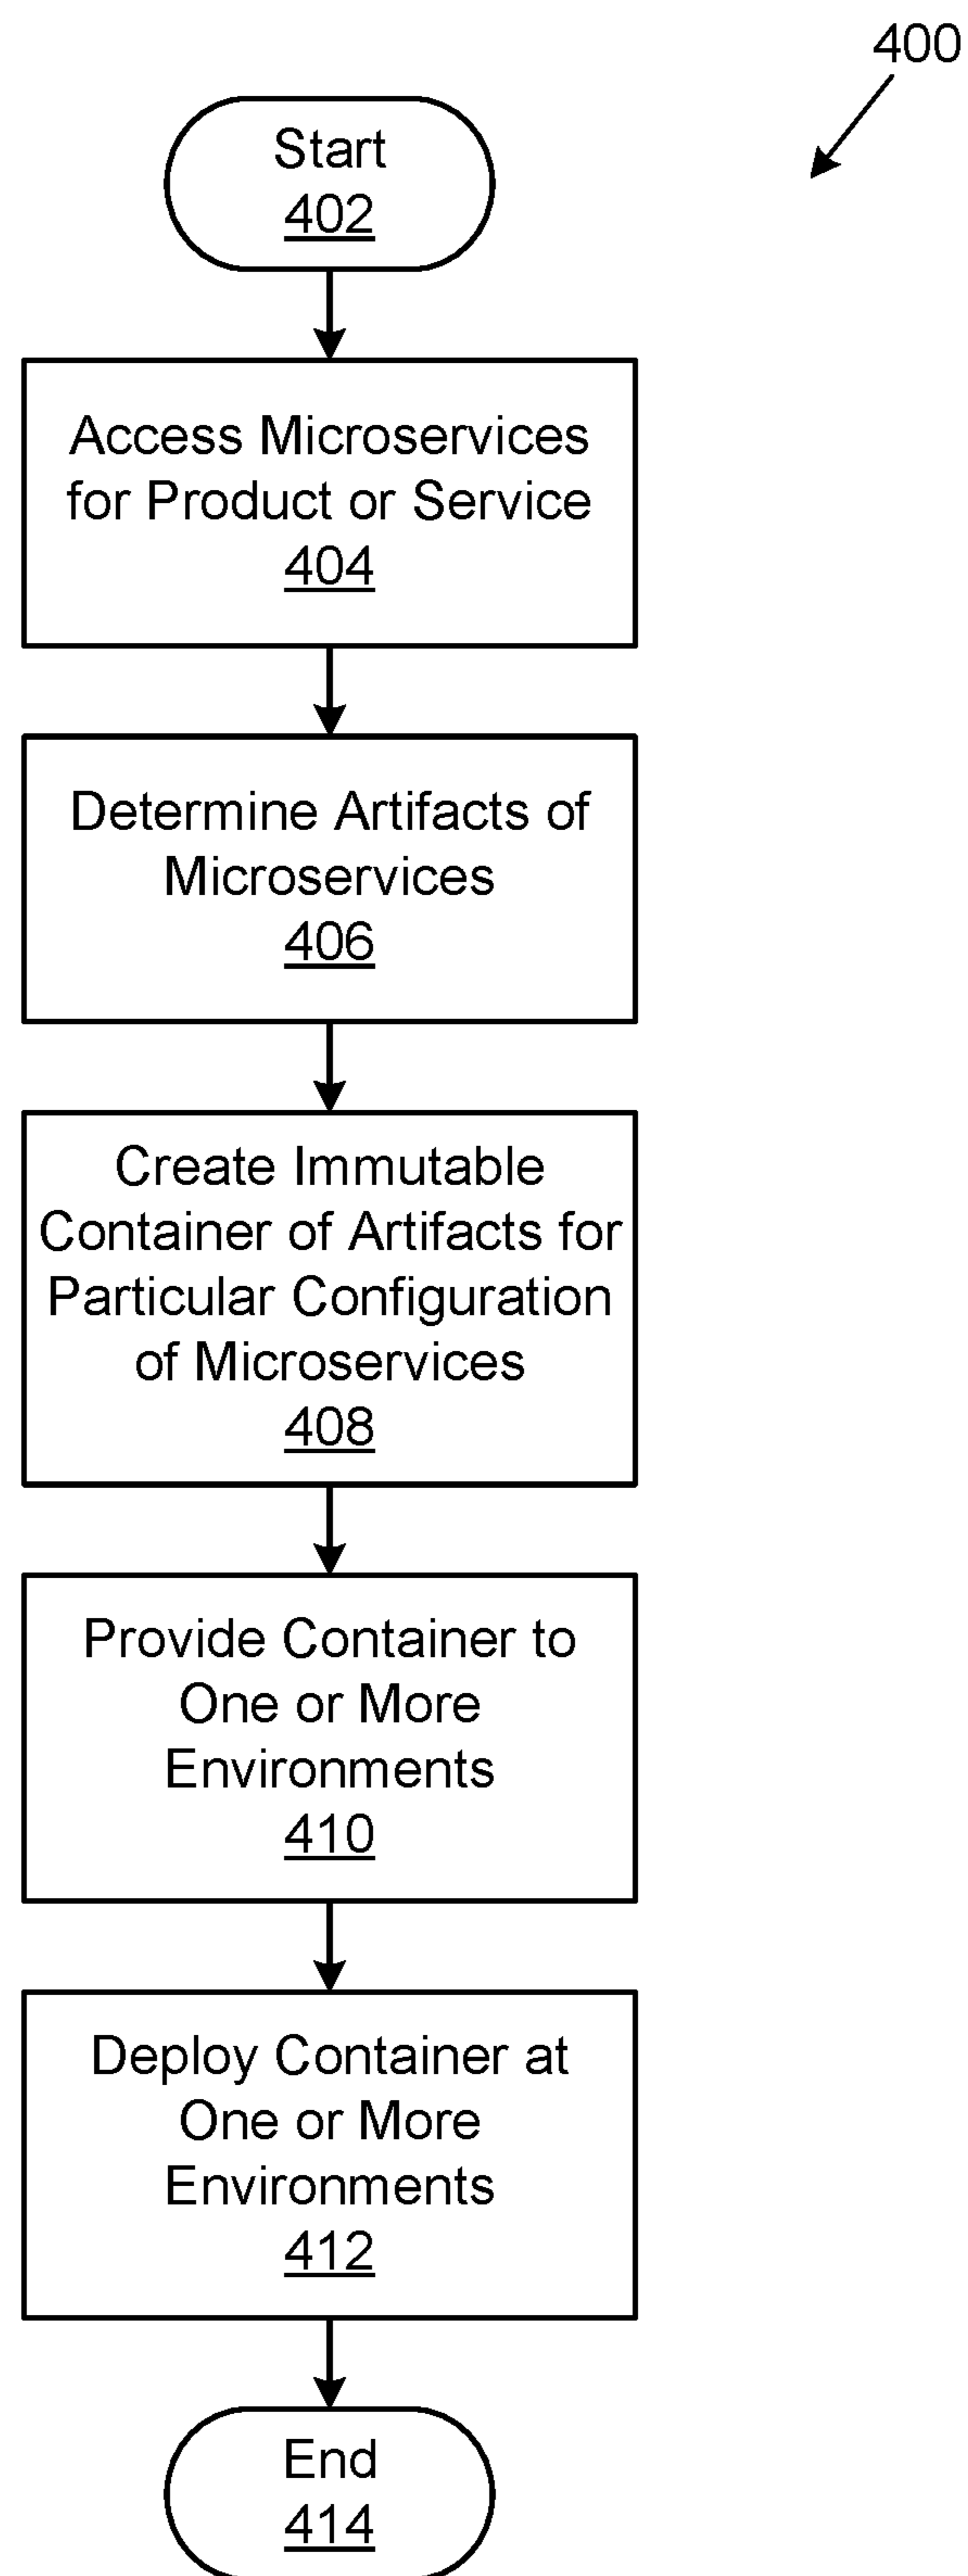 400
Start
402
Access Microservices
for Product or Service
404
Determine Artifacts of
Microservices
406
Create Immutable
Container of Artifacts for
Particular Configuration
of Microservices
408
Provide Container to
One or More
Environments
410
Deploy Container at
One or More
Environments
412
End
414